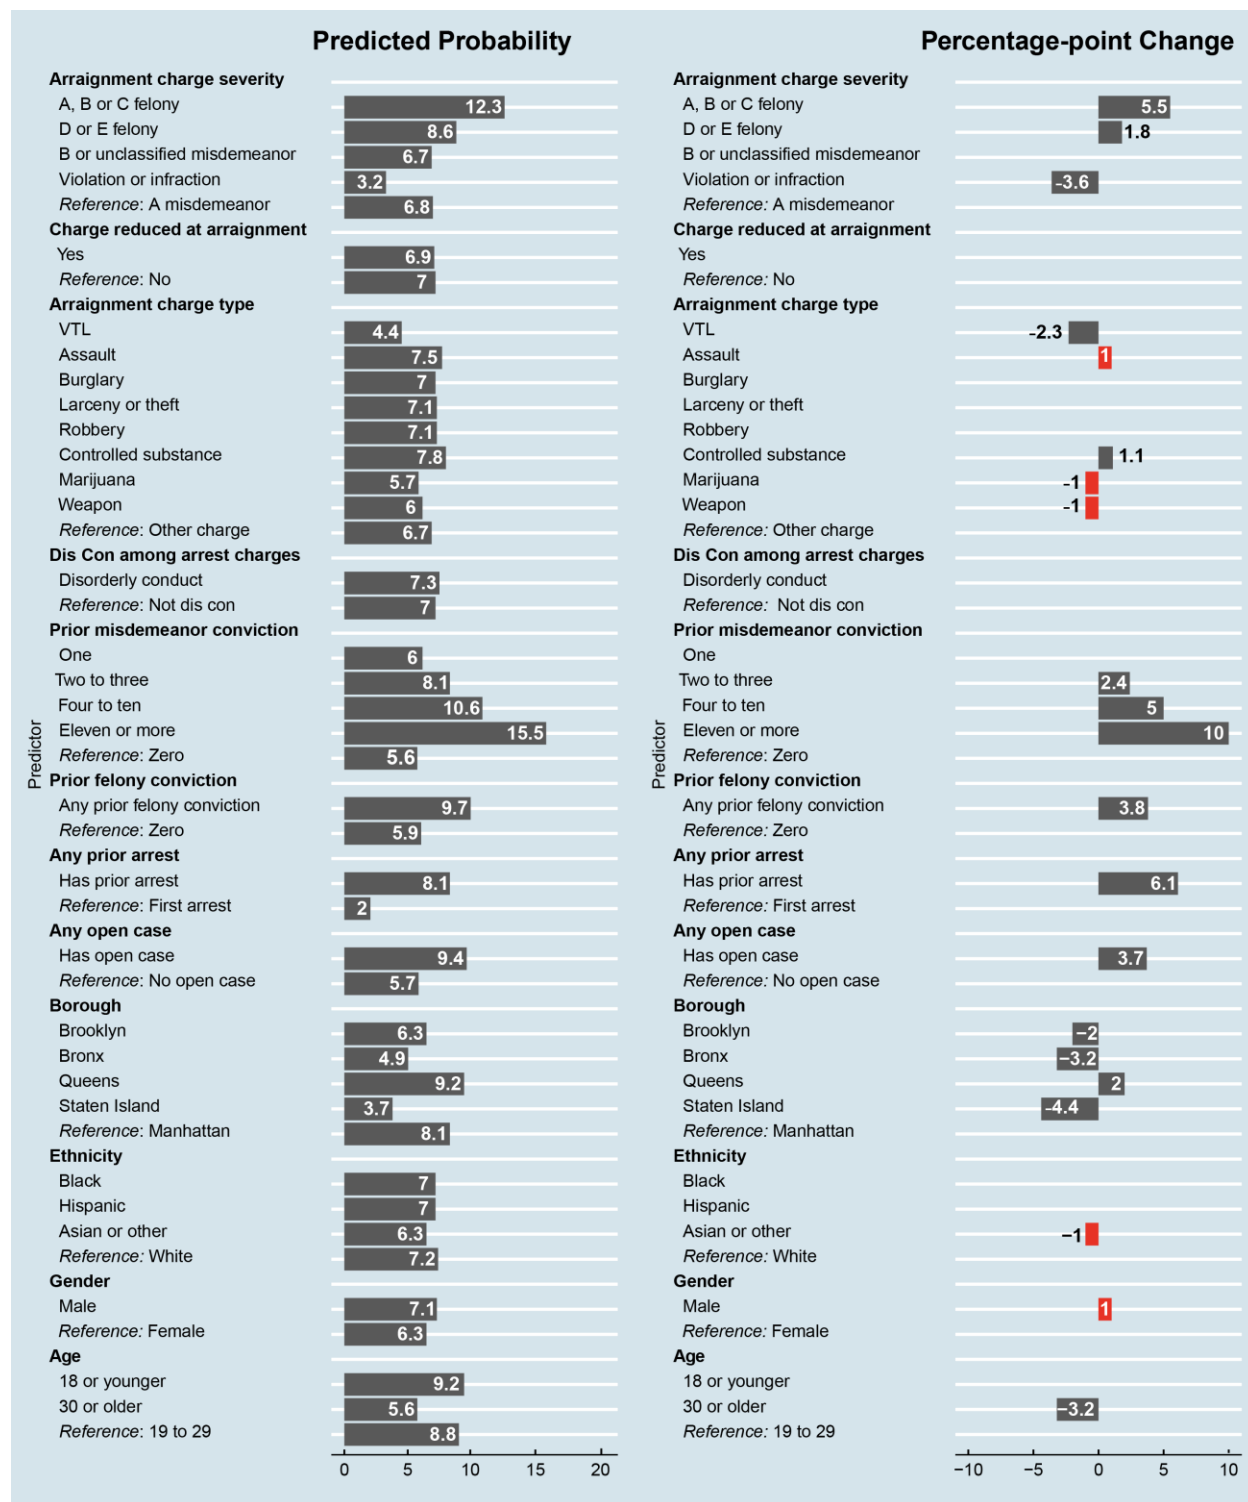 Predicted Probability
Predictor
Arraignment charge severity
A, B or C felony 12.3
D or E felony 8.6
B or unclassified misdemeanor 6.7
Violation or infraction 3.2
Reference: A misdemeanor 6.8
Charge reduced at arraignment
Yes 6.9
Reference: No 7
Arraignment charge type
VTL 4.4
Assault 7.5
Burglary 7
Larceny or theft 7.1
Robbery 7.1
Controlled substance 7.8
Marijuana 5.7
Weapon 6
Reference: Other charge 6.7
Dis Con among arrest charges
Disorderly conduct 7.3
Reference: Not dis con 7
Prior misdemeanor conviction
One 6
Two to three 8.1
Four to ten 10.6
Eleven or more 15.5
Reference: Zero 5.6
Prior felony conviction
Any prior felony conviction 9.7
Reference: Zero 5.9
Any prior arrest
Has prior arrest 8.1
Reference: First arrest 2
Any open case
Has open case 9.4
Reference: No open case 5.7
Borough
Brooklyn 6.3
Bronx 4.9
Queens 9.2
Staten Island 3.7
Reference: Manhattan 8.1
Ethnicity
Black 7
Hispanic 7
Asian or other 6.3
Reference: White 7.2
Gender
Male 7.1
Reference: Female 6.3
Age
18 or younger 9.2
30 or older 5.6
Reference: 19 to 29 8.8
0 5 10 15 20
Percentage-point Change
Predictor
Arraignment charge severity
A, B or C felony 5.5
D or E felony 1.8
B or unclassified misdemeanor
Violation or infraction -3.6
Reference: A misdemeanor
Charge reduced at arraignment
Yes
Reference: No
Arraignment charge type
VTL -2.3
Assault 1
Burglary
Larceny or theft
Robbery
Controlled substance 1.1
Marijuana -1
Weapon -1
Reference: Other charge
Dis Con among arrest charges
Disorderly conduct
Reference: Not dis con
Prior misdemeanor conviction
One
Two to three 2.4
Four to ten 5
Eleven or more 10
Reference: Zero
Prior felony conviction
Any prior felony conviction 3.8
Reference: Zero
Any prior arrest
Has prior arrest 6.1
Reference: First arrest
Any open case
Has open case 3.7
Reference: No open case
Borough
Brooklyn −2
Bronx −3.2
Queens 2
Staten Island -4.4
Reference: Manhattan
Ethnicity
Black
Hispanic
Asian or other −1
Reference: White
Gender
Male 1
Reference: Female
Age
18 or younger
30 or older −3.2
Reference: 19 to 29
−10 −5 0 5 10